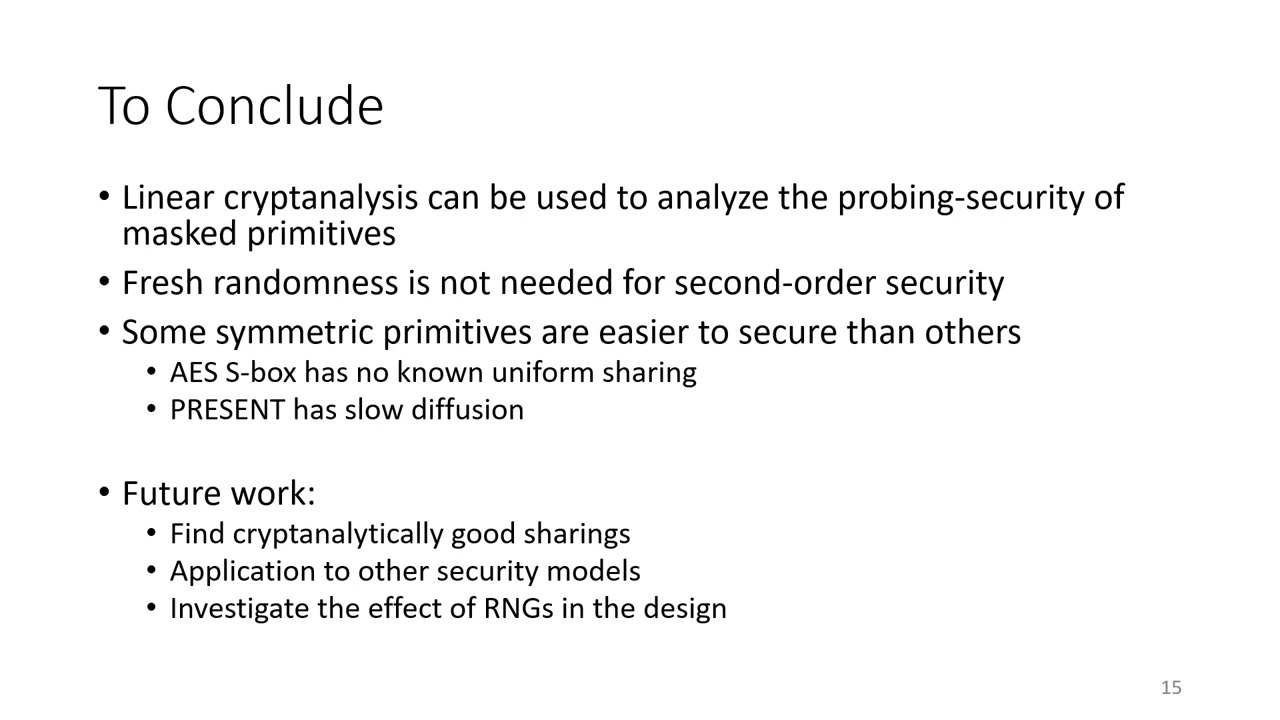 To Conclude
• Linear cryptanalysis can be used to analyze the probing-security of
masked primitives
• Fresh randomness is not needed for second-order security
• Some symmetric primitives are easier to secure than others
• AES S-box has no known uniform sharing
• PRESENT has slow diffusion
• Future work:
• Find cryptanalytically good sharings
• Application to other security models
• Investigate the effect of RNGs in the design
15